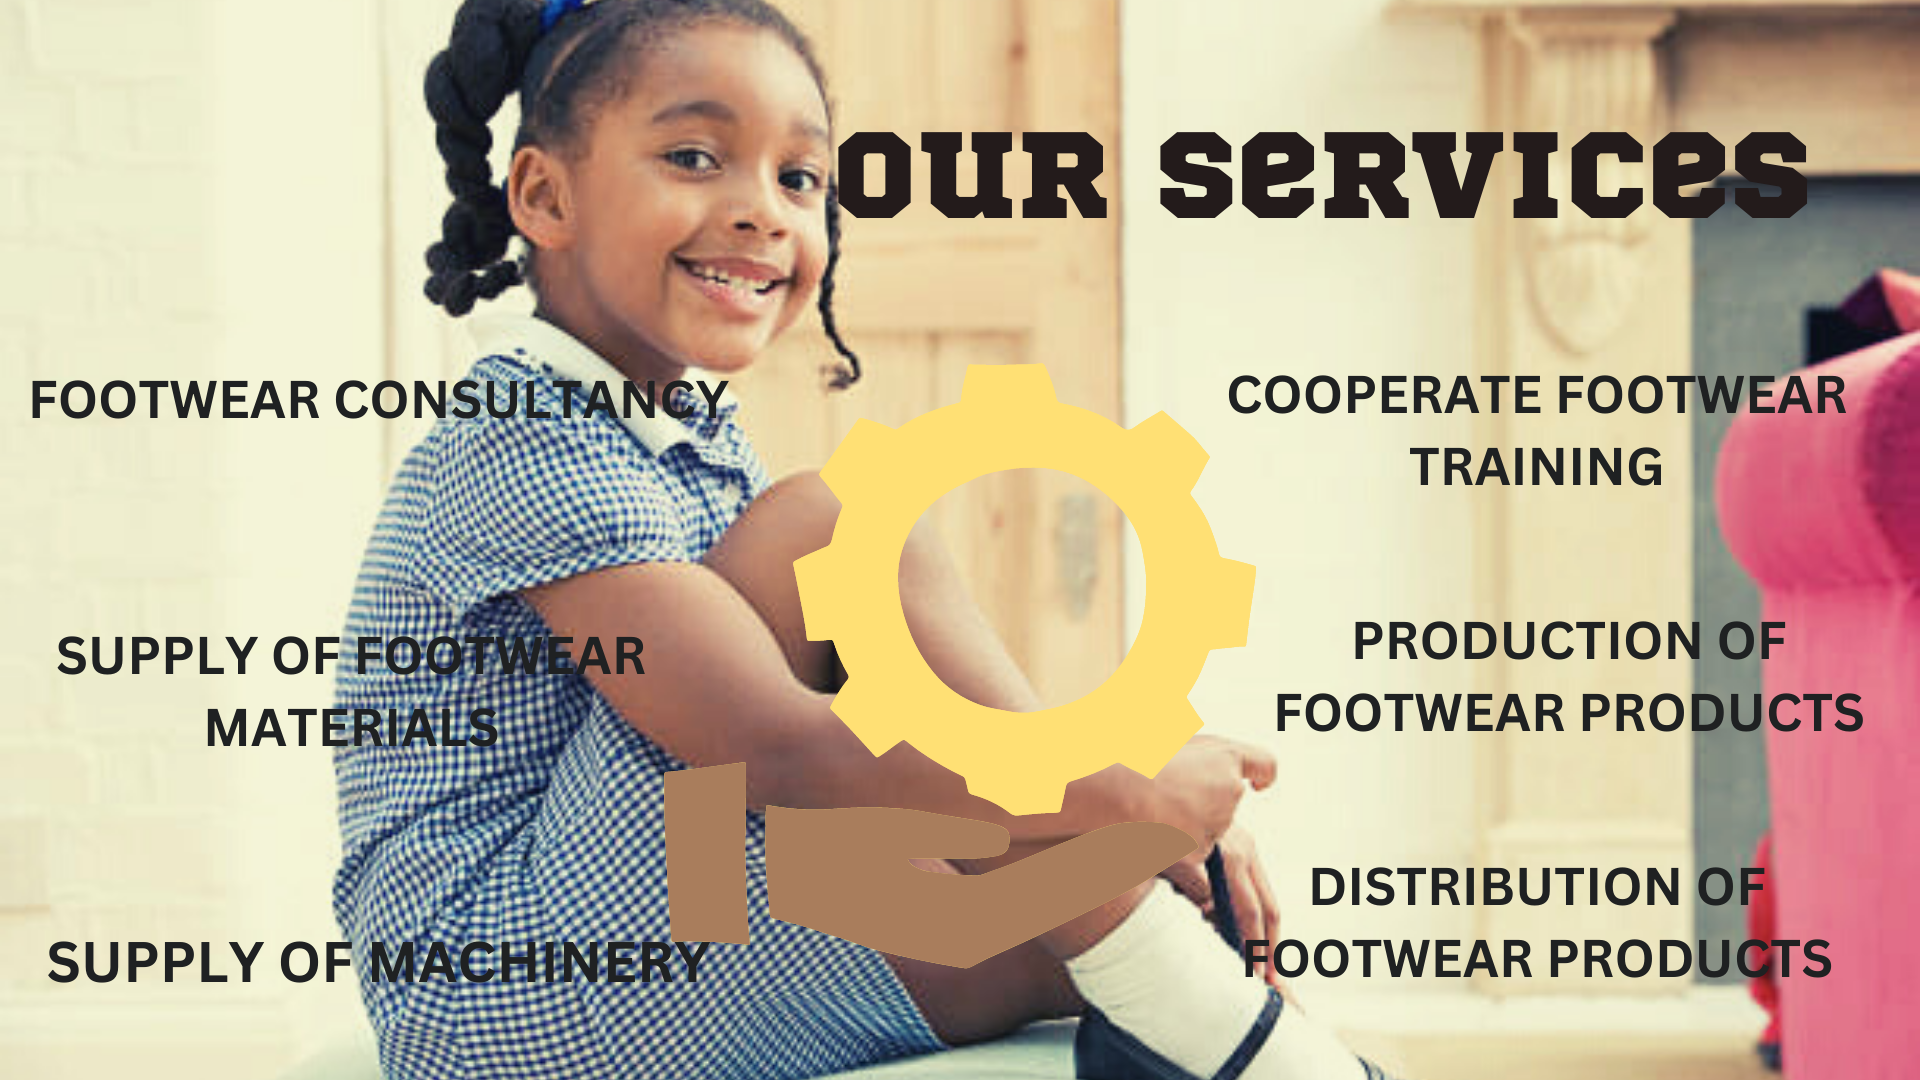 our services
FOOTWEAR CONSULTANCY
SUPPLY OF FOOTWEAR
MATERIALS
SUPPLY OF MACHINERY
COOPERATE FOOTWEAR
TRAINING
PRODUCTION OF
FOOTWEAR PRODUCTS
DISTRIBUTION OF
FOOTWEAR PRODUCTS